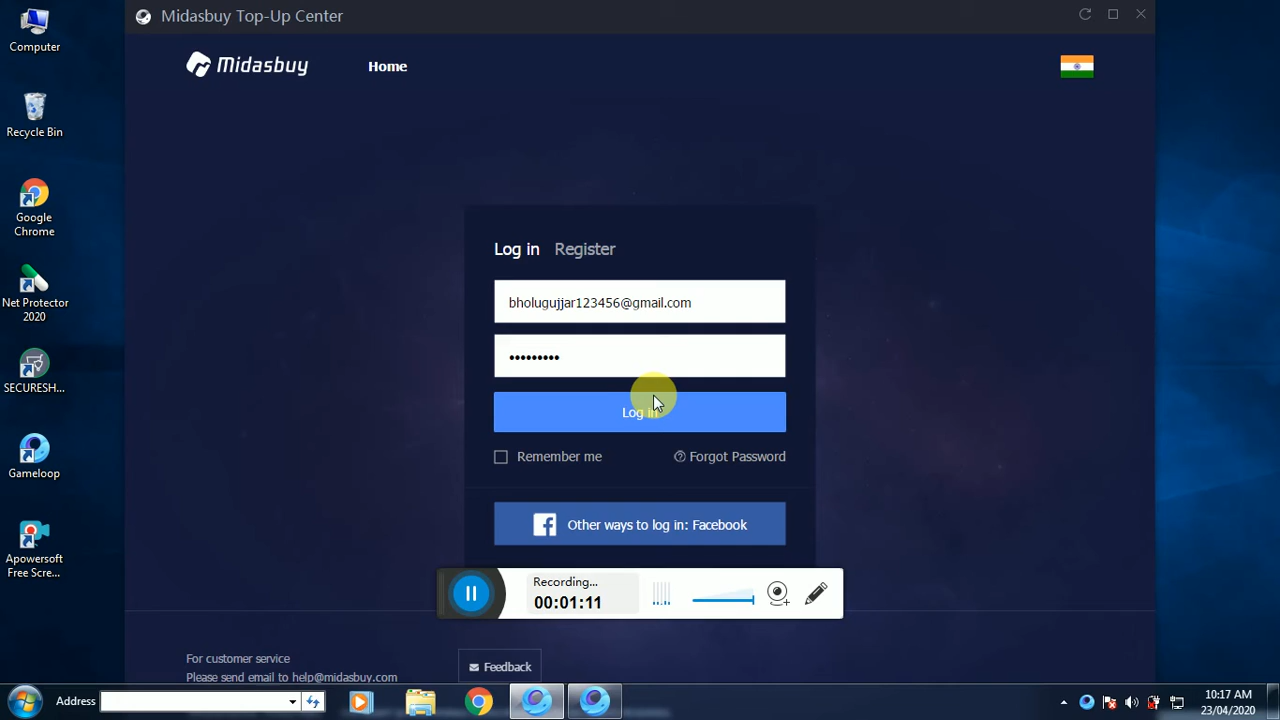 Midasbuy Top-Up Center
Computer
Midasbuy
Home
Recycle Bin
Google
Chrome
Log in Register
Net Protector
2020
bholugujjar123456@gmail.com
•••••••••
SECURESH...
Log in
Remember me
Forgot Password
Gameloop
Other ways to log in: Facebook
Apowersoft
Free Scre...
Recording...
00:01:11
For customer service
Please send email to help@midasbuy.com
Feedback
Address
10:17 AM
23/04/2020